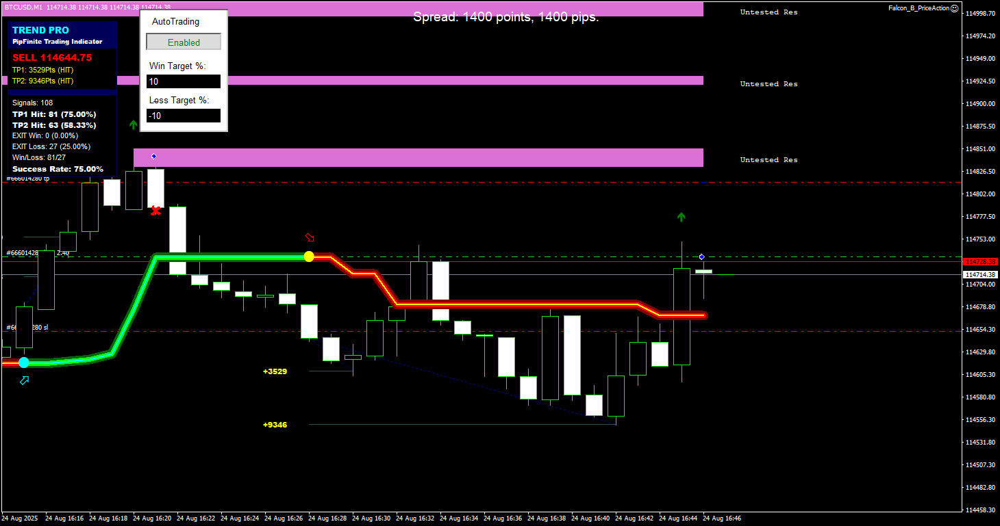 BTCUSD,M1 114714.38 114714.38 114714.38 114714.38
Spread: 1400 points, 1400 pips.
Falcon_B_PriceAction
TREND PRO
PipFinite Trading Indicator
SELL 114644.75
TP1: 3529Pts (HIT)
TP2: 9346Pts (HIT)
Signals: 108
TP1 Hit: 81 (75.00%)
TP2 Hit: 63 (58.33%)
EXIT Win: 0 (0.00%)
EXIT Loss: 27 (25.00%)
Win/Loss: 81/27
Success Rate: 75.00%
AutoTrading
Enabled
Win Target %:
10
Loss Target %:
-10
Untested Res
Untested Res
Untested Res
#666014280 tp
2.40
280 sl
+3529
+9346
114998.70
114974.20
114949.00
114924.50
114900.00
114875.50
114851.00
114826.50
114802.00
114777.50
114753.00
114728.38
114714.38
114704.00
114678.80
114654.30
114629.80
114605.30
114580.80
114556.30
114531.80
114507.30
114482.80
114458.30
24 Aug 2025
24 Aug 16:16
24 Aug 16:18
24 Aug 16:20
24 Aug 16:22
24 Aug 16:24
24 Aug 16:26
24 Aug 16:28
24 Aug 16:30
24 Aug 16:32
24 Aug 16:34
24 Aug 16:36
24 Aug 16:38
24 Aug 16:40
24 Aug 16:42
24 Aug 16:44
24 Aug 16:46